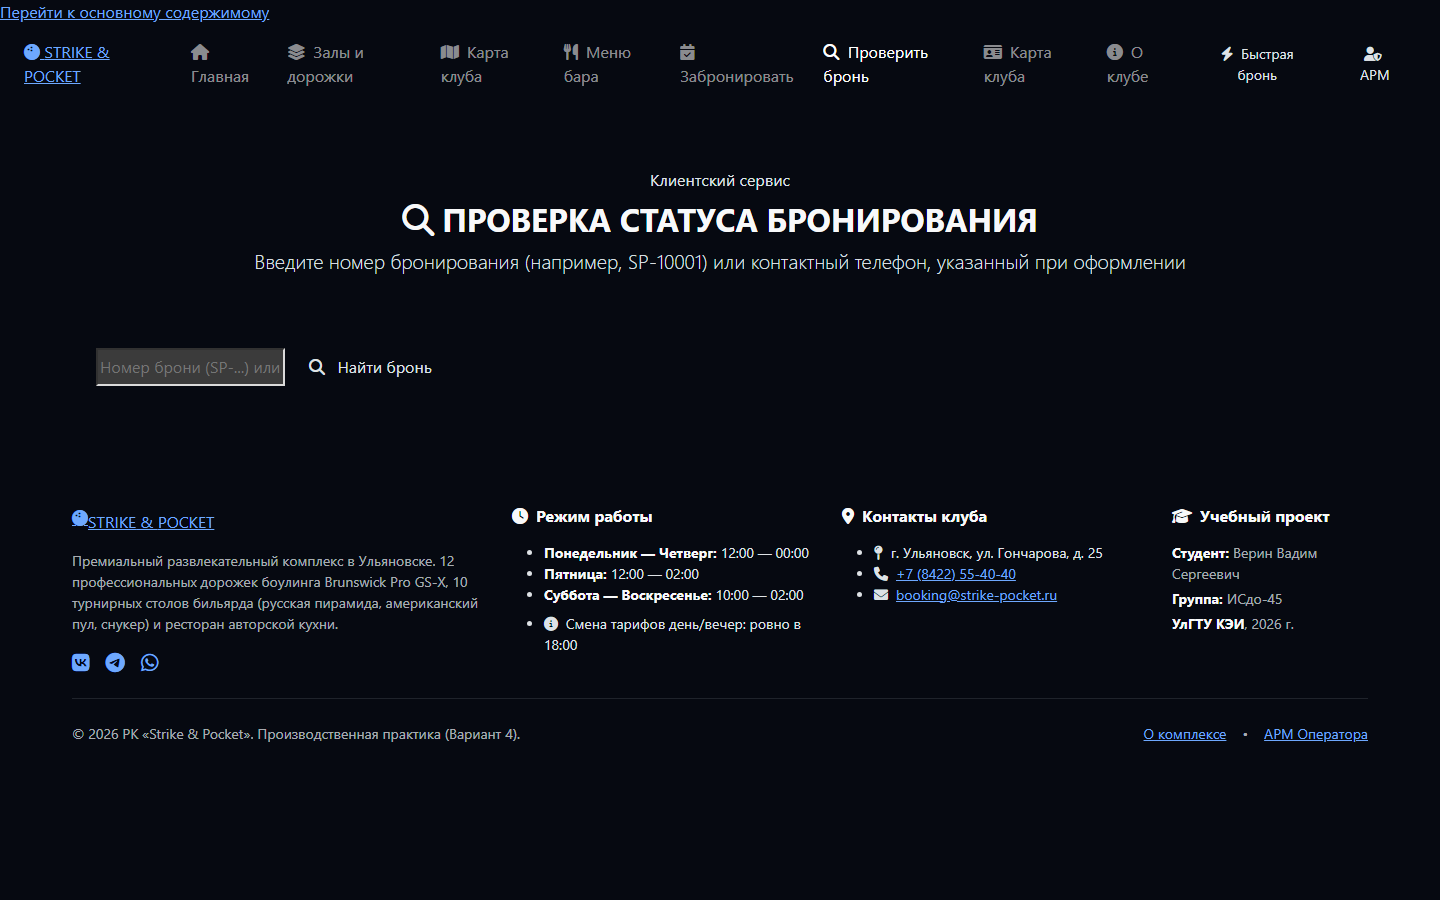 Перейти к основному содержимому
STRIKE &
POCKET
Главная
Залы и
дорожки
Карта
клуба
Меню
бара
Забронировать
Проверить
бронь
Карта
клуба
О
клубе
Быстрая
бронь
АРМ
Клиентский сервис
ПРОВЕРКА СТАТУСА БРОНИРОВАНИЯ
Введите номер бронирования (например, SP-10001) или контактный телефон, указанный при оформлении
Номер брони (SP-...) или
Найти бронь
STRIKE & POCKET
Премиальный развлекательный комплекс в Ульяновске. 12
профессиональных дорожек боулинга Brunswick Pro GS-X, 10
турнирных столов бильярда (русская пирамида, американский
пул, снукер) и ресторан авторской кухни.
Режим работы
Понедельник — Четверг: 12:00 — 00:00
Пятница: 12:00 — 02:00
Суббота — Воскресенье: 10:00 — 02:00
Смена тарифов день/вечер: ровно в
18:00
Контакты клуба
г. Ульяновск, ул. Гончарова, д. 25
+7 (8422) 55-40-40
booking@strike-pocket.ru
Учебный проект
Студент: Верин Вадим
Сергеевич
Группа: ИСдо-45
УлГТУ КЭИ, 2026 г.
© 2026 РК «Strike & Pocket». Производственная практика (Вариант 4).
О комплексе • АРМ Оператора